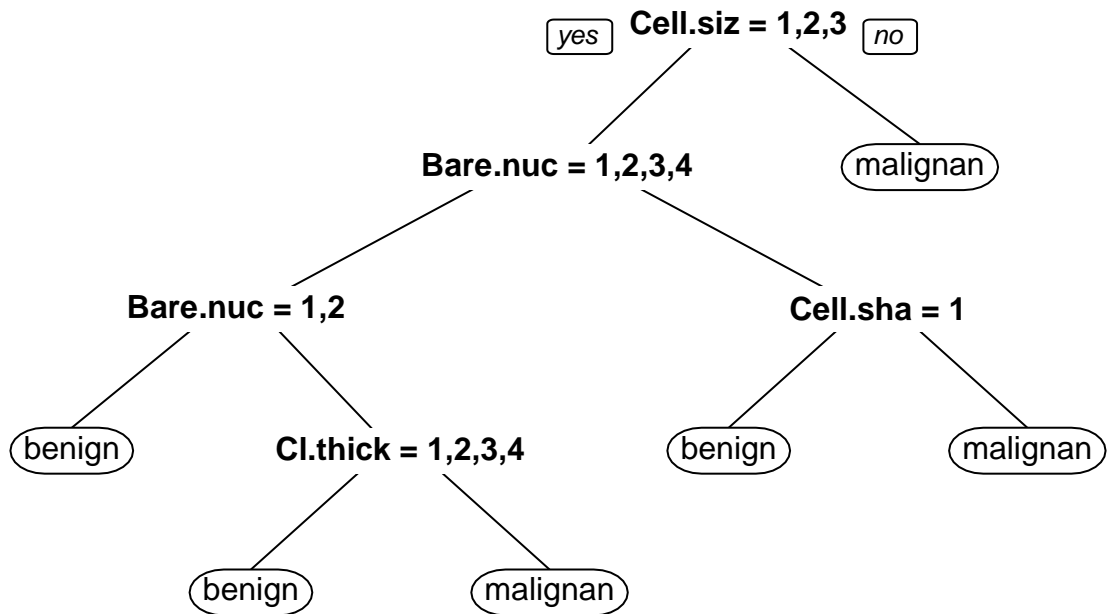 yes Cell.siz = 1,2,3 no
Bare.nuc = 1,2,3,4
malignan
Bare.nuc = 1,2
Cell.sha = 1
benign
Cl.thick = 1,2,3,4
benign
malignan
benign
malignan